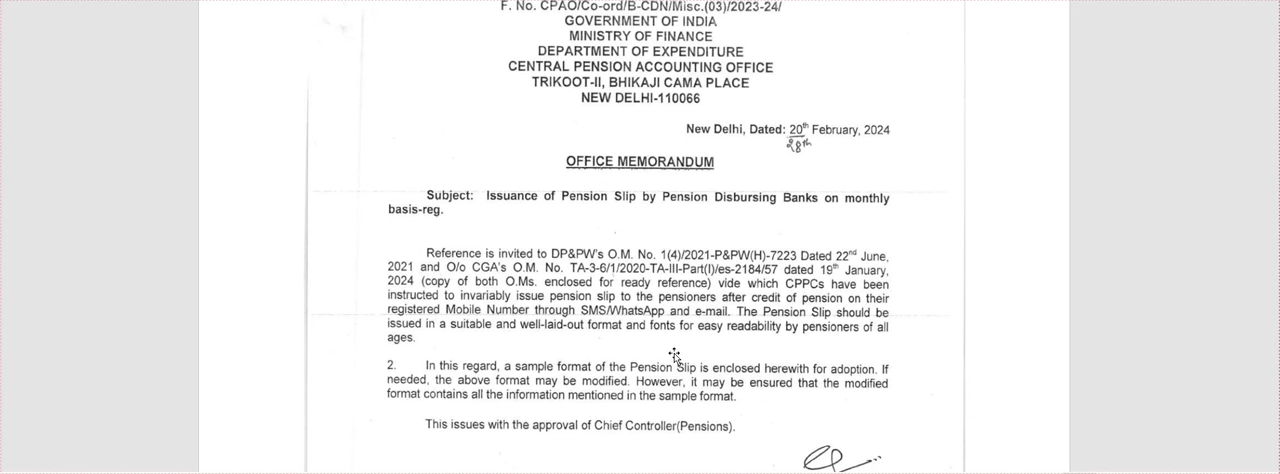 F. No. CPAO/Co-ord/B-CDN/Misc.(03)/2023-24/
GOVERNMENT OF INDIA
MINISTRY OF FINANCE
DEPARTMENT OF EXPENDITURE
CENTRAL PENSION ACCOUNTING OFFICE
TRIKOOT-II, BHIKAJI CAMA PLACE
NEW DELHI-110066
New Delhi, Dated: 20th February, 2024
28th
OFFICE MEMORANDUM
Subject: Issuance of Pension Slip by Pension Disbursing Banks on monthly
basis-reg.
Reference is invited to DP&PW's O.M. No. 1(4)/2021-P&PW(H)-7223 Dated 22nd June,
2021 and O/o CGA's O.M. No. TA-3-6/1/2020-TA-III-Part(I)/es-2184/57 dated 19th January,
2024 (copy of both O.Ms. enclosed for ready reference) vide which CPPCs have been
instructed to invariably issue pension slip to the pensioners after credit of pension on their
registered Mobile Number through SMS/WhatsApp and e-mail. The Pension Slip should be
issued in a suitable and well-laid-out format and fonts for easy readability by pensioners of all
ages.
2. In this regard, a sample format of the Pension Slip is enclosed herewith for adoption. If
needed, the above format may be modified. However, it may be ensured that the modified
format contains all the information mentioned in the sample format.
This issues with the approval of Chief Controller(Pensions).